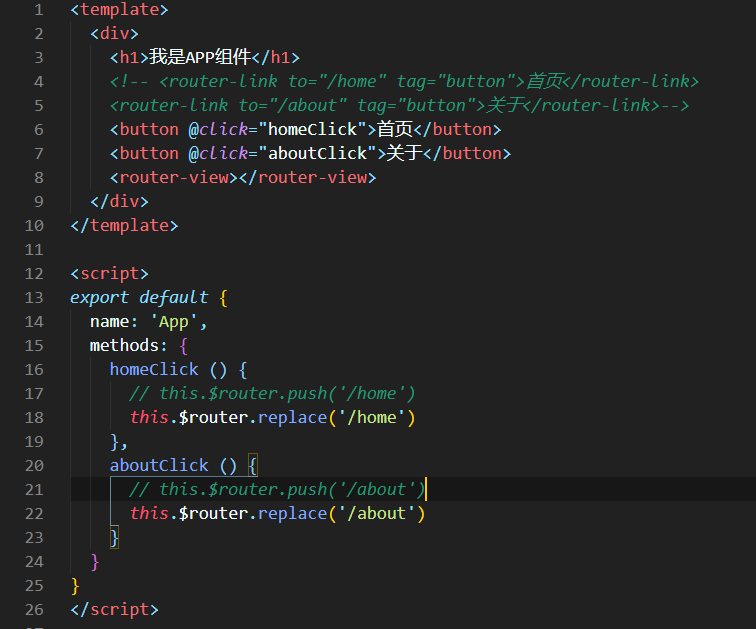 1 <template>
2   <div>
3     <h1>我是APP组件</h1>
4     <!-- <router-link to="/home" tag="button">首页</router-link>
5     <router-link to="/about" tag="button">关于</router-link>-->
6     <button @click="homeClick">首页</button>
7     <button @click="aboutClick">关于</button>
8     <router-view></router-view>
9   </div>
10 </template>
11
12 <script>
13 export default {
14   name: 'App',
15   methods: {
16     homeClick () {
17       // this.$router.push('/home')
18       this.$router.replace('/home')
19     },
20     aboutClick () {
21       // this.$router.push('/about')
22       this.$router.replace('/about')
23     }
24   }
25 }
26 </script>